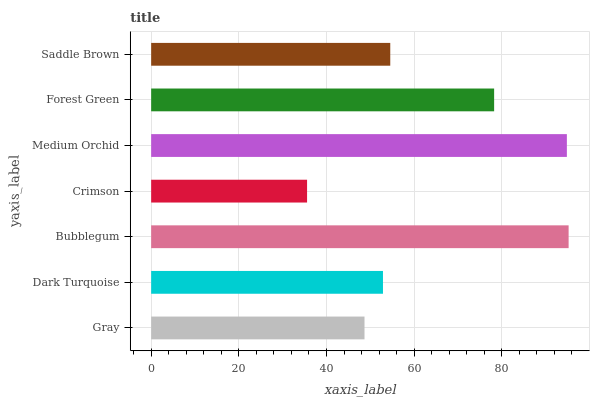 title
Saddle Brown
Forest Green
Medium Orchid
Crimson
Bubblegum
Dark Turquoise
Gray
yaxis_label
0 20 40 60 80
xaxis_label